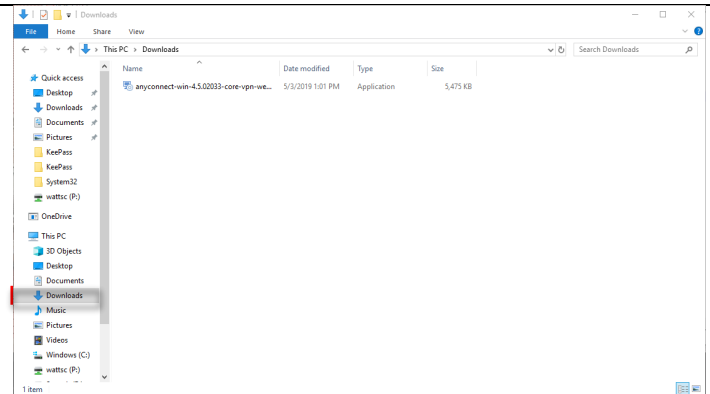 Downloads
File Home Share View
This PC > Downloads
Search Downloads
Name Date modified Type Size
anyconnect-win-4.5.02033-core-vpn-we... 5/3/2019 1:01 PM Application 5,475 KB
Quick access
Desktop
Downloads
Documents
Pictures
KeePass
KeePass
System32
wattsc (P:)
OneDrive
This PC
3D Objects
Desktop
Documents
Downloads
Music
Pictures
Videos
Windows (C:)
wattsc (P:)
1 item